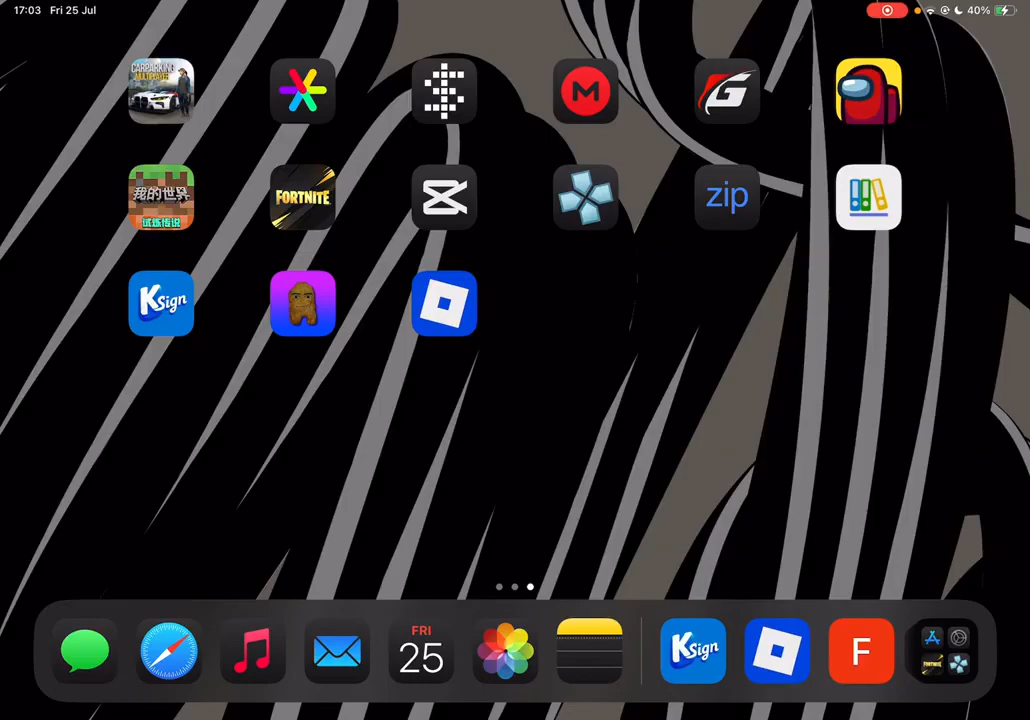 17:03 Fri 25 Jul
40%
CARPARKING
MULTIPLAYER
M
G
我的世界
试炼传说
FORTNITE
zip
KSign
FRI
25
KSign
F
FORTNITE